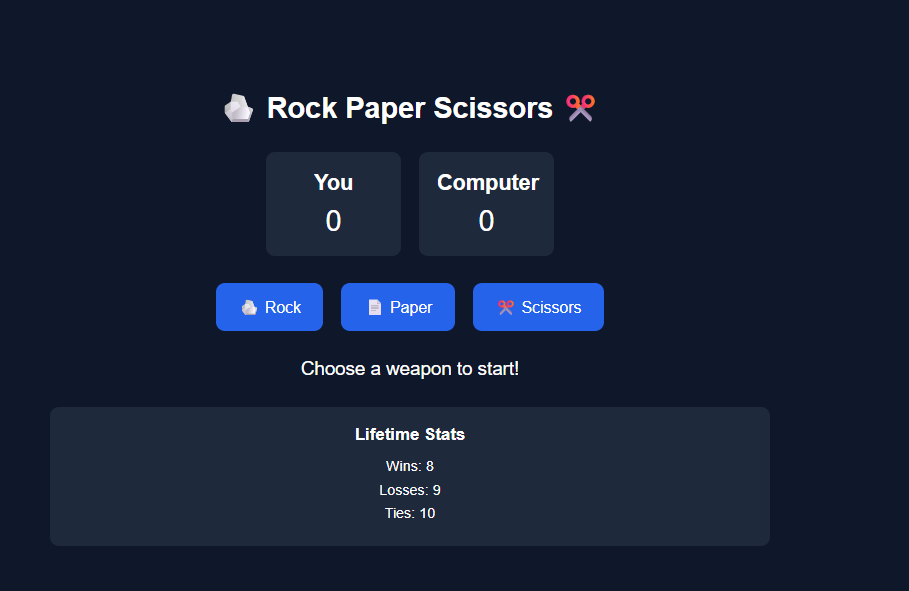 Rock Paper Scissors
You
0
Computer
0
Rock
Paper
Scissors
Choose a weapon to start!
Lifetime Stats
Wins: 8
Losses: 9
Ties: 10